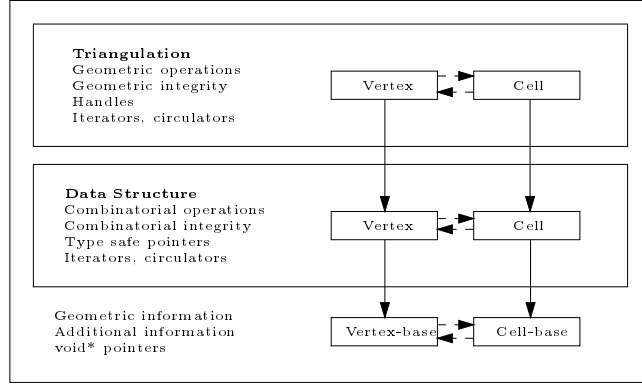 Triangulation
Geometric operations
Geometric integrity
Handles
Iterators, circulators
Vertex
Cell
Data Structure
Combinatorial operations
Combinatorial integrity
Type safe pointers
Iterators, circulators
Vertex
Cell
Geometric information
Additional information
void* pointers
Vertex-base
Cell-base